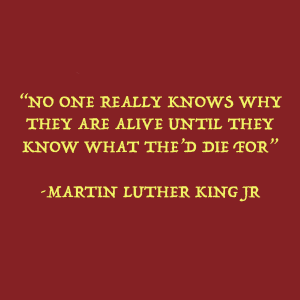 “NO ONE REALLY KNOWS WHY
THEY ARE ALIVE UNTIL THEY
KNOW WHAT THE'D DIE FOR”
-MARTIN LUTHER KING JR